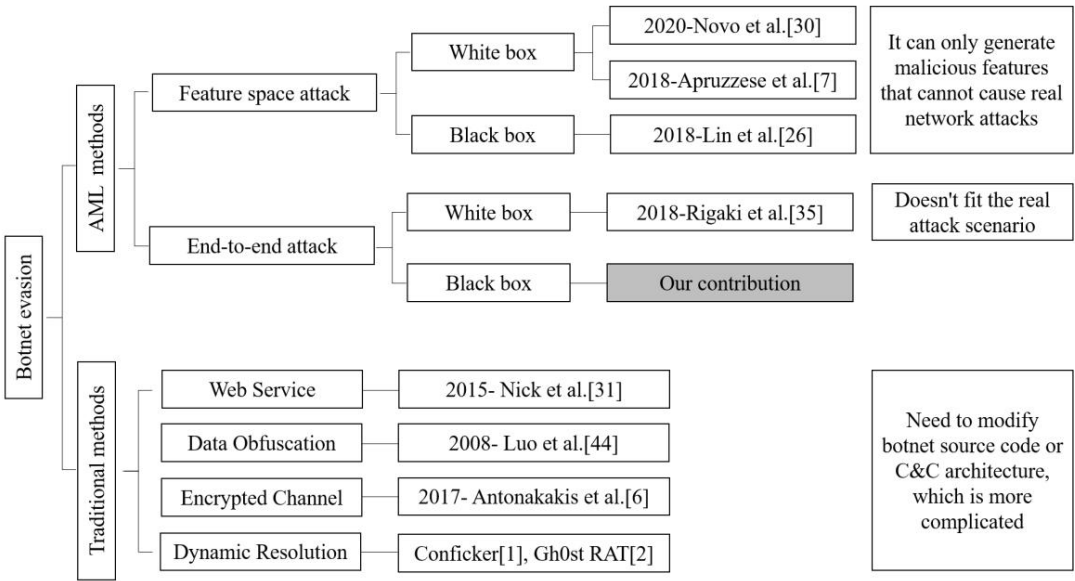 Botnet evasion
AML methods
Feature space attack
White box
2020-Novo et al.[30]
2018-Apruzzese et al.[7]
Black box
2018-Lin et al.[26]
It can only generate
malicious features
that cannot cause real
network attacks
End-to-end attack
White box
2018-Rigaki et al.[35]
Doesn't fit the real
attack scenario
Black box
Our contribution
Traditional methods
Web Service
2015- Nick et al.[31]
Data Obfuscation
2008- Luo et al.[44]
Encrypted Channel
2017- Antonakakis et al.[6]
Dynamic Resolution
Conficker[1], Gh0st RAT[2]
Need to modify
botnet source code or
C&C architecture,
which is more
complicated